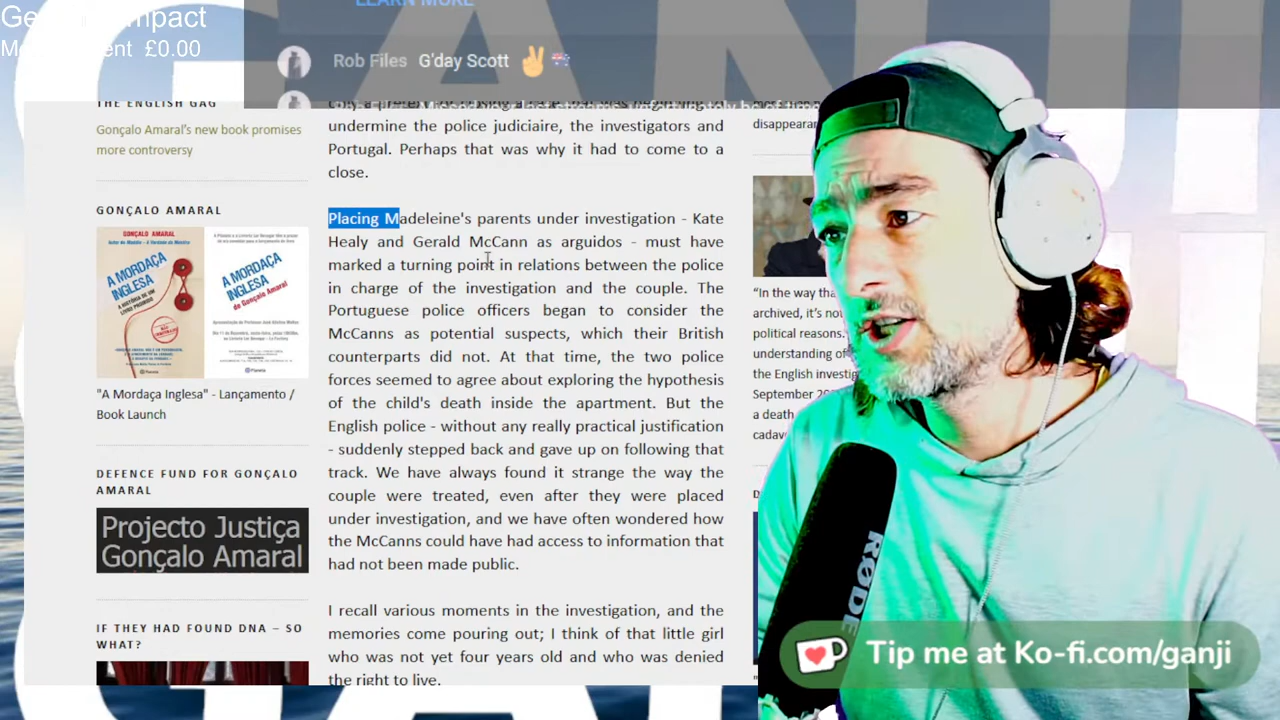 LEARN MORE
Rob Files G'day Scott
£0.00
THE ENGLISH GAG
Gonçalo Amaral's new book promises
more controversy
GONÇALO AMARAL
GONÇALO AMARAL
A MORDAÇA
INGLESA
A MORDAÇA
INGLESA
de Gonçalo Amaral
Planeta
Planeta
"A Mordaça Inglesa" - Lançamento /
Book Launch
DEFENCE FUND FOR GONÇALO
AMARAL
Projecto Justiça
Gonçalo Amaral
IF THEY HAD FOUND DNA – SO
WHAT?
undermine the police judiciaire, the investigators and
Portugal. Perhaps that was why it had to come to a
close.
Placing Madeleine's parents under investigation - Kate
Healy and Gerald McCann as arguidos - must have
marked a turning point in relations between the police
in charge of the investigation and the couple. The
Portuguese police officers began to consider the
McCanns as potential suspects, which their British
counterparts did not. At that time, the two police
forces seemed to agree about exploring the hypothesis
of the child's death inside the apartment. But the
English police - without any really practical justification
- suddenly stepped back and gave up on following that
track. We have always found it strange the way the
couple were treated, even after they were placed
under investigation, and we have often wondered how
the McCanns could have had access to information that
had not been made public.
I recall various moments in the investigation, and the
memories come pouring out; I think of that little girl
who was not yet four years old and who was denied
the right to live.
"In the way tha
archived, it's no
political reasons.
understanding of
the English investig
September 20
a death
cadav
RØDE
Tip me at Ko-fi.com/ganji